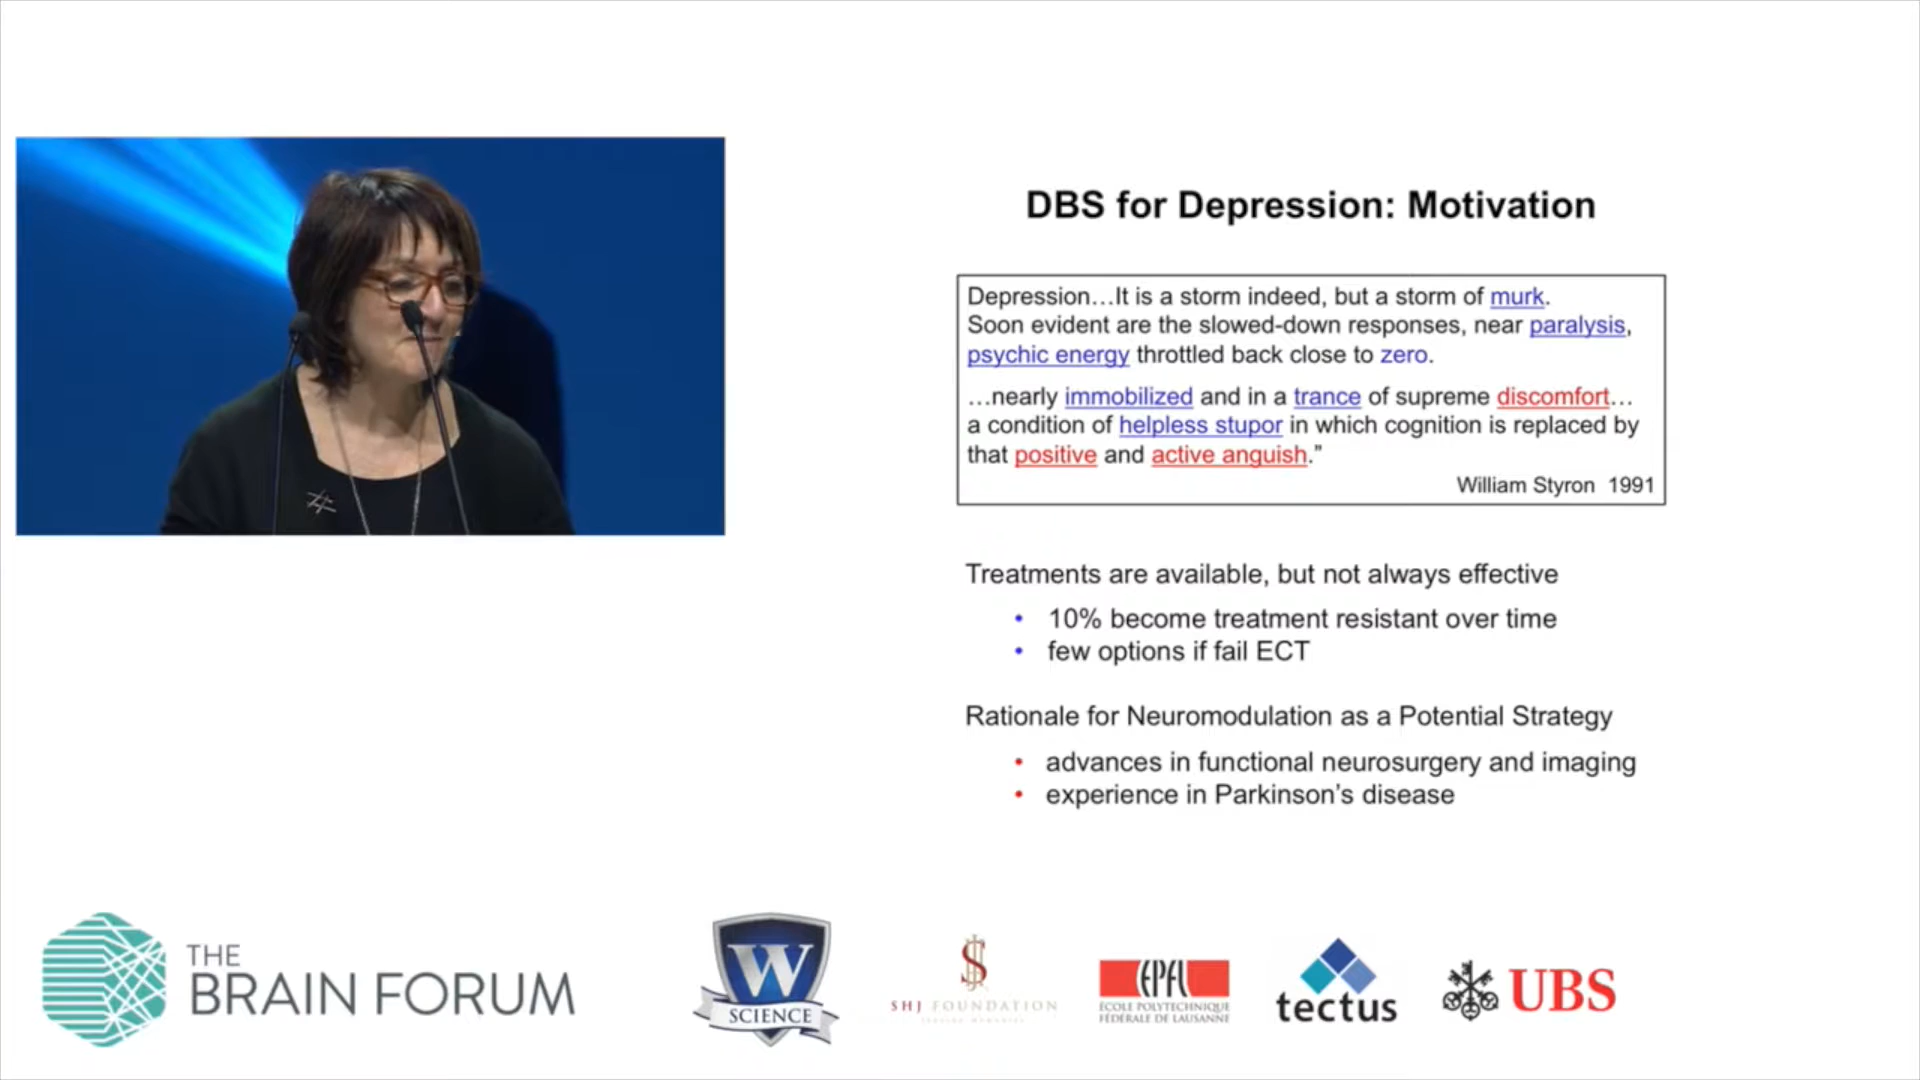 DBS for Depression: Motivation
Depression…It is a storm indeed, but a storm of murk.
Soon evident are the slowed-down responses, near paralysis,
psychic energy throttled back close to zero.
…nearly immobilized and in a trance of supreme discomfort…
a condition of helpless stupor in which cognition is replaced by
that positive and active anguish.”
William Styron 1991
Treatments are available, but not always effective
• 10% become treatment resistant over time
• few options if fail ECT
Rationale for Neuromodulation as a Potential Strategy
• advances in functional neurosurgery and imaging
• experience in Parkinson’s disease
THE
BRAIN FORUM
W
SCIENCE
SHJ FOUNDATION
EPFL
ÉCOLE POLYTECHNIQUE
FÉDÉRALE DE LAUSANNE
tectus
UBS